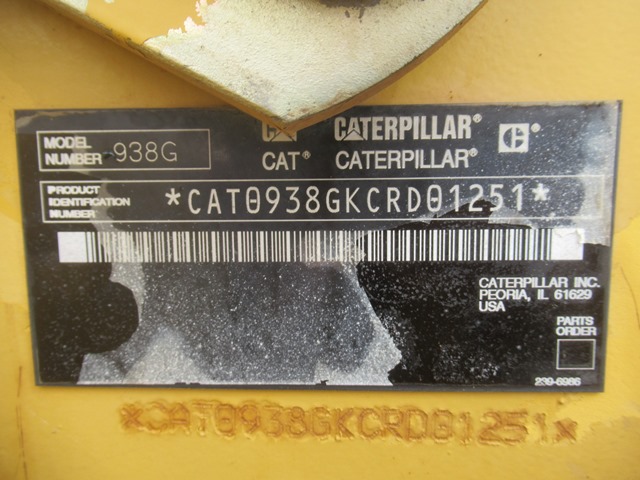 CAT CATERPILLAR® C®
MODEL NUMBER 938G
CAT® CATERPILLAR®
PRODUCT IDENTIFICATION NUMBER *CAT0938GKCRD01251*
CATERPILLAR INC.
PEORIA, IL 61629
USA
PARTS
ORDER
239-6986
*CAT0938GKCRD01251*